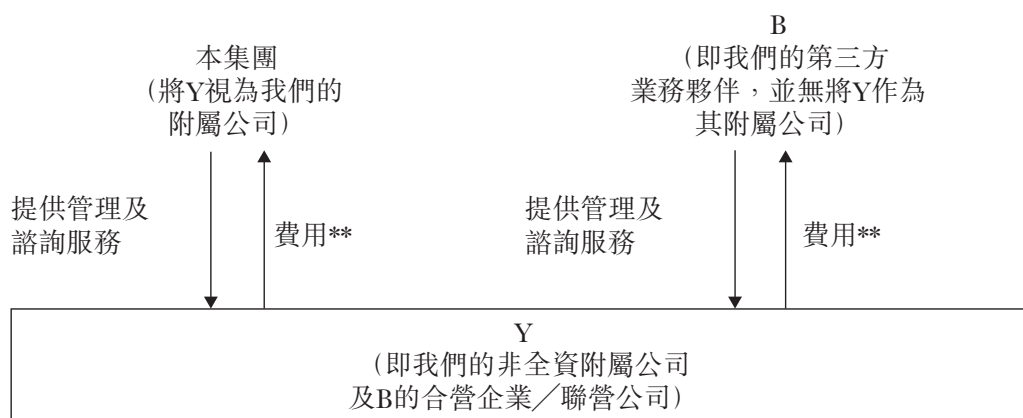 本集團
(將Y視為我們的
附屬公司)
B
(即我們的第三方
業務夥伴,並無將Y作為
其附屬公司)
提供管理及
諮詢服務
費用**
提供管理及
諮詢服務
費用**
Y
(即我們的非全資附屬公司
及B的合營企業╱聯營公司)